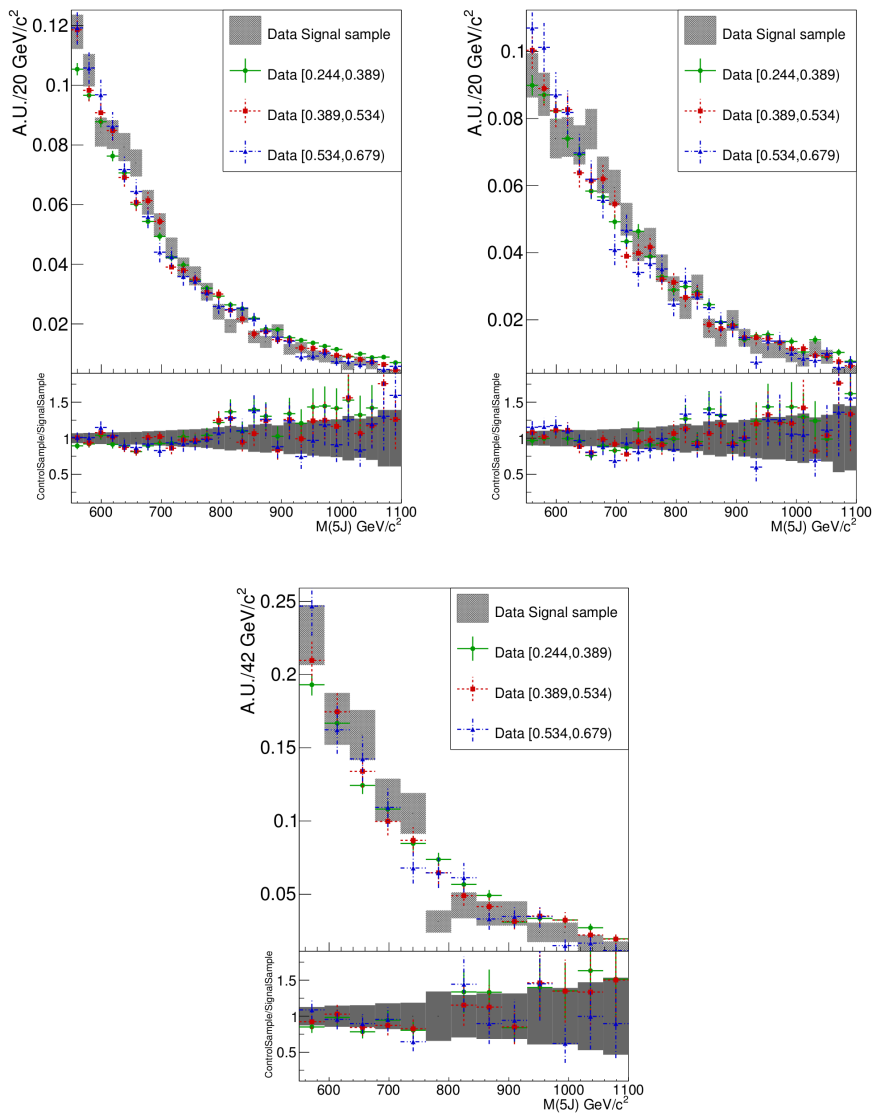 A.U./20 GeV/c²
0.12
0.1
0.08
0.06
0.04
0.02
Data Signal sample
Data [0.244,0.389)
Data [0.389,0.534)
Data [0.534,0.679)
ControlSample/SignalSample
1.5
1
0.5
600 700 800 900 1000 1100
M(5J) GeV/c²
A.U./20 GeV/c²
0.1
0.08
0.06
0.04
0.02
Data Signal sample
Data [0.244,0.389)
Data [0.389,0.534)
Data [0.534,0.679)
ControlSample/SignalSample
1.5
1
0.5
600 700 800 900 1000 1100
M(5J) GeV/c²
A.U./42 GeV/c²
0.25
0.2
0.15
0.1
0.05
Data Signal sample
Data [0.244,0.389)
Data [0.389,0.534)
Data [0.534,0.679)
ControlSample/SignalSample
1.5
1
0.5
600 700 800 900 1000 1100
M(5J) GeV/c²